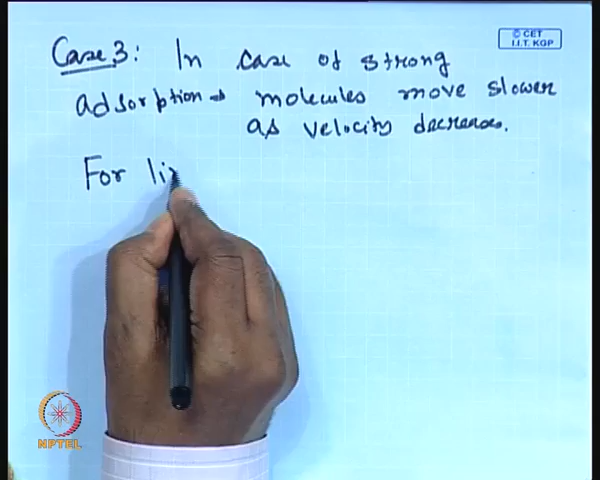 Case 3: In case of strong
adsorption → molecules move slower
as velocity decreases.
For li
© CET
I.I.T. KGP
NPTEL